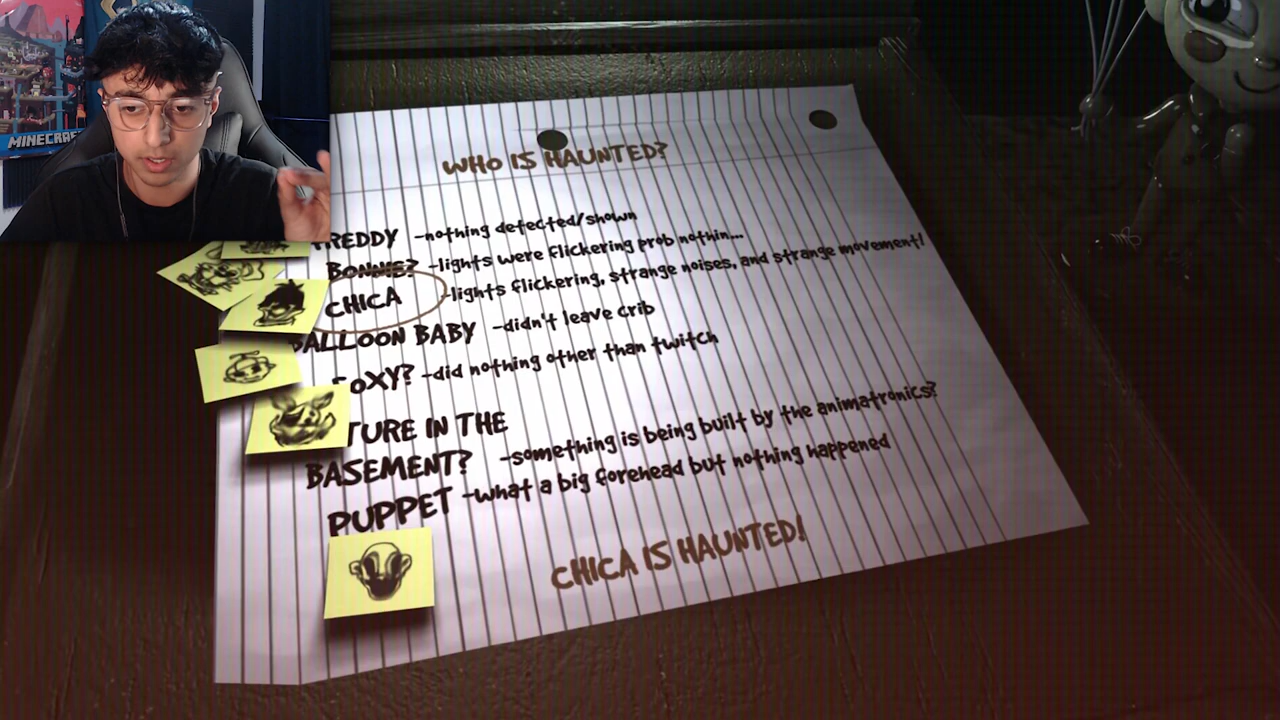 MINECRAF
WHO IS HAUNTED?
REDDY -nothing detected/shown
BONNIE? -lights were flickering prob nothin...
CHICA -lights flickering, strange noises, and strange movement!
BALLOON BABY -didn't leave crib
FOXY? -did nothing other than twitch
TURE IN THE
BASEMENT? -something is being built by the animatronics?
PUPPET -what a big forehead but nothing happened
CHICA IS HAUNTED!